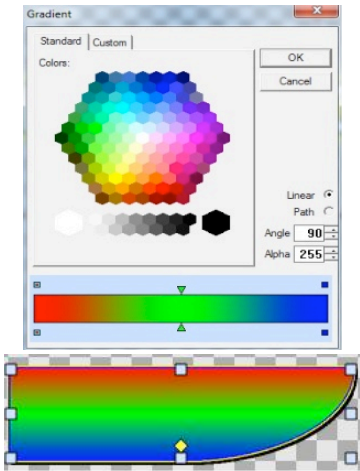 Gradient
Standard Custom
Colors:
OK
Cancel
Linear
Path
Angle 90
Alpha 255